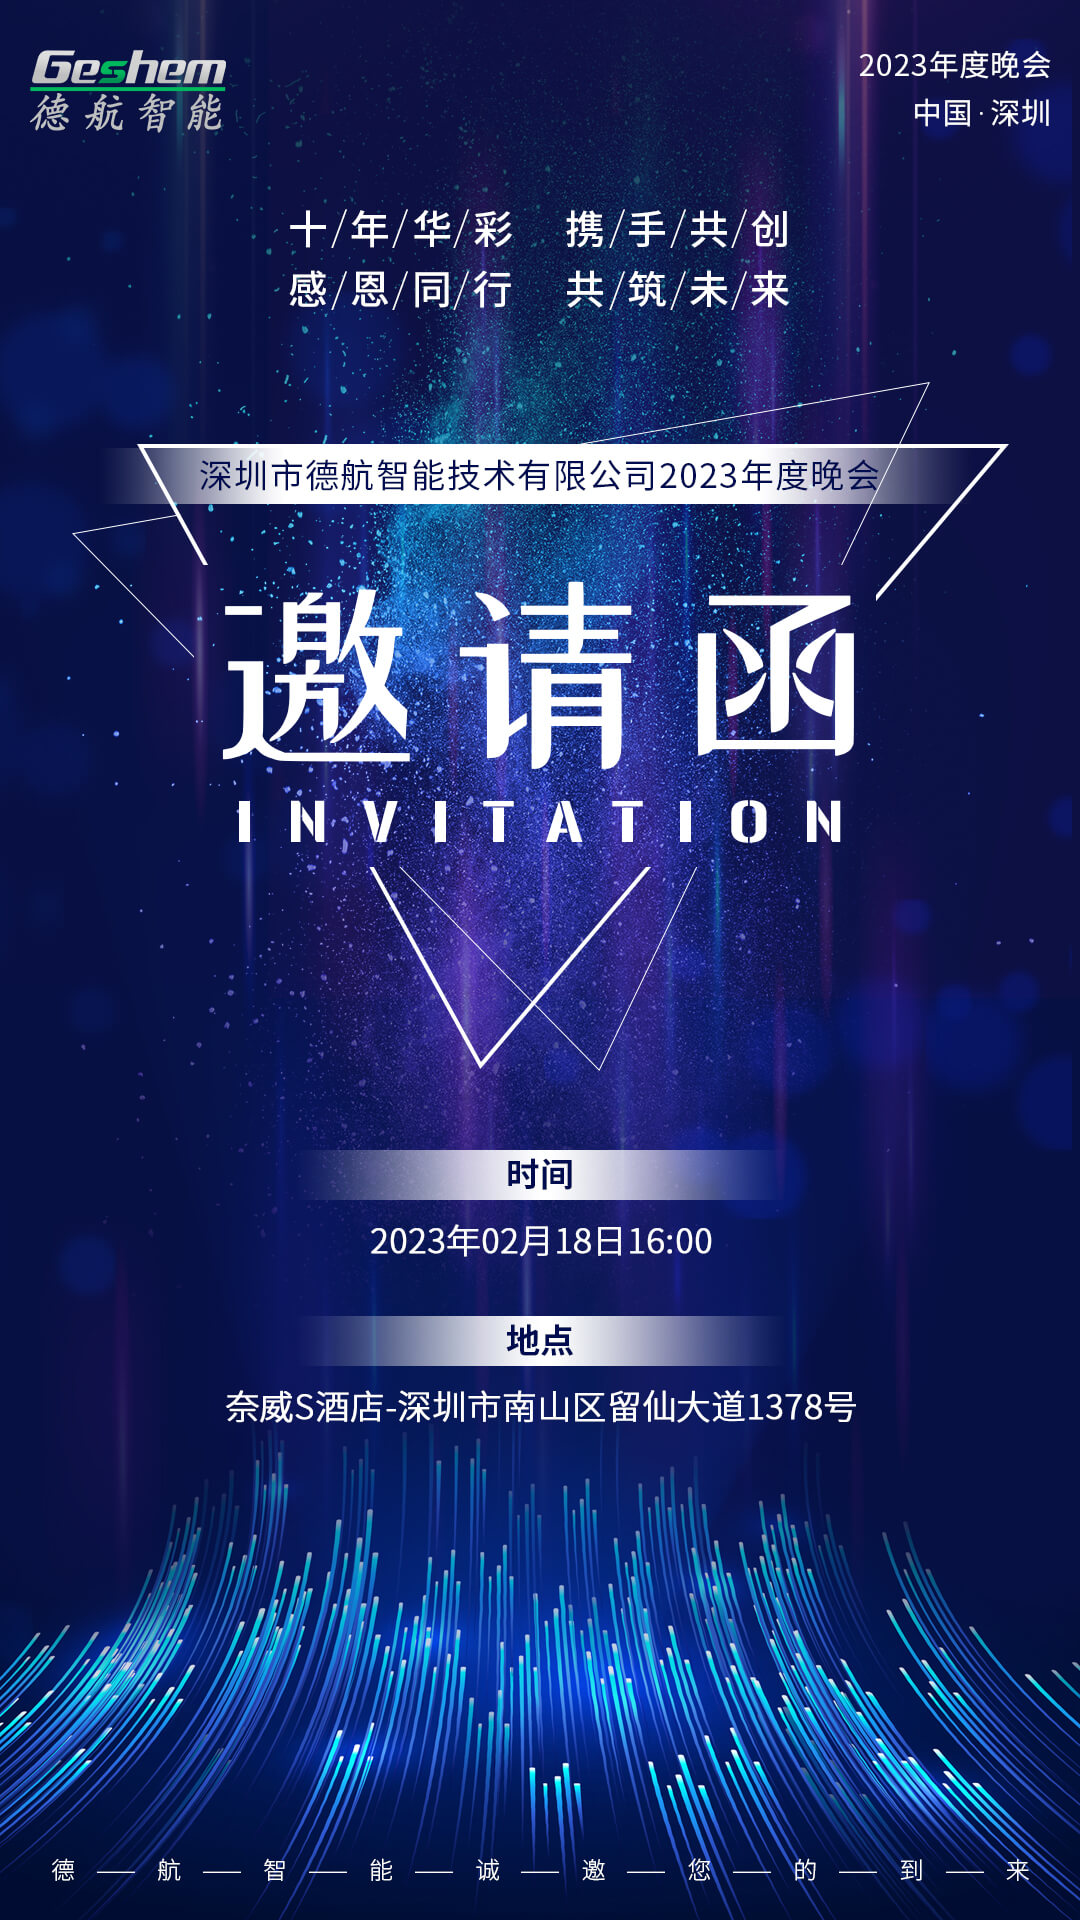 Geshem
德航智能
2023年度晚会
中国·深圳
十/年/华/彩 携/手/共/创
感/恩/同/行 共/筑/未/来
深圳市德航智能技术有限公司2023年度晚会
邀请函
INVITATION
时间
2023年02月18日16:00
地点
奈威S酒店-深圳市南山区留仙大道1378号
德—航—智—能—诚—邀—您—的—到—来